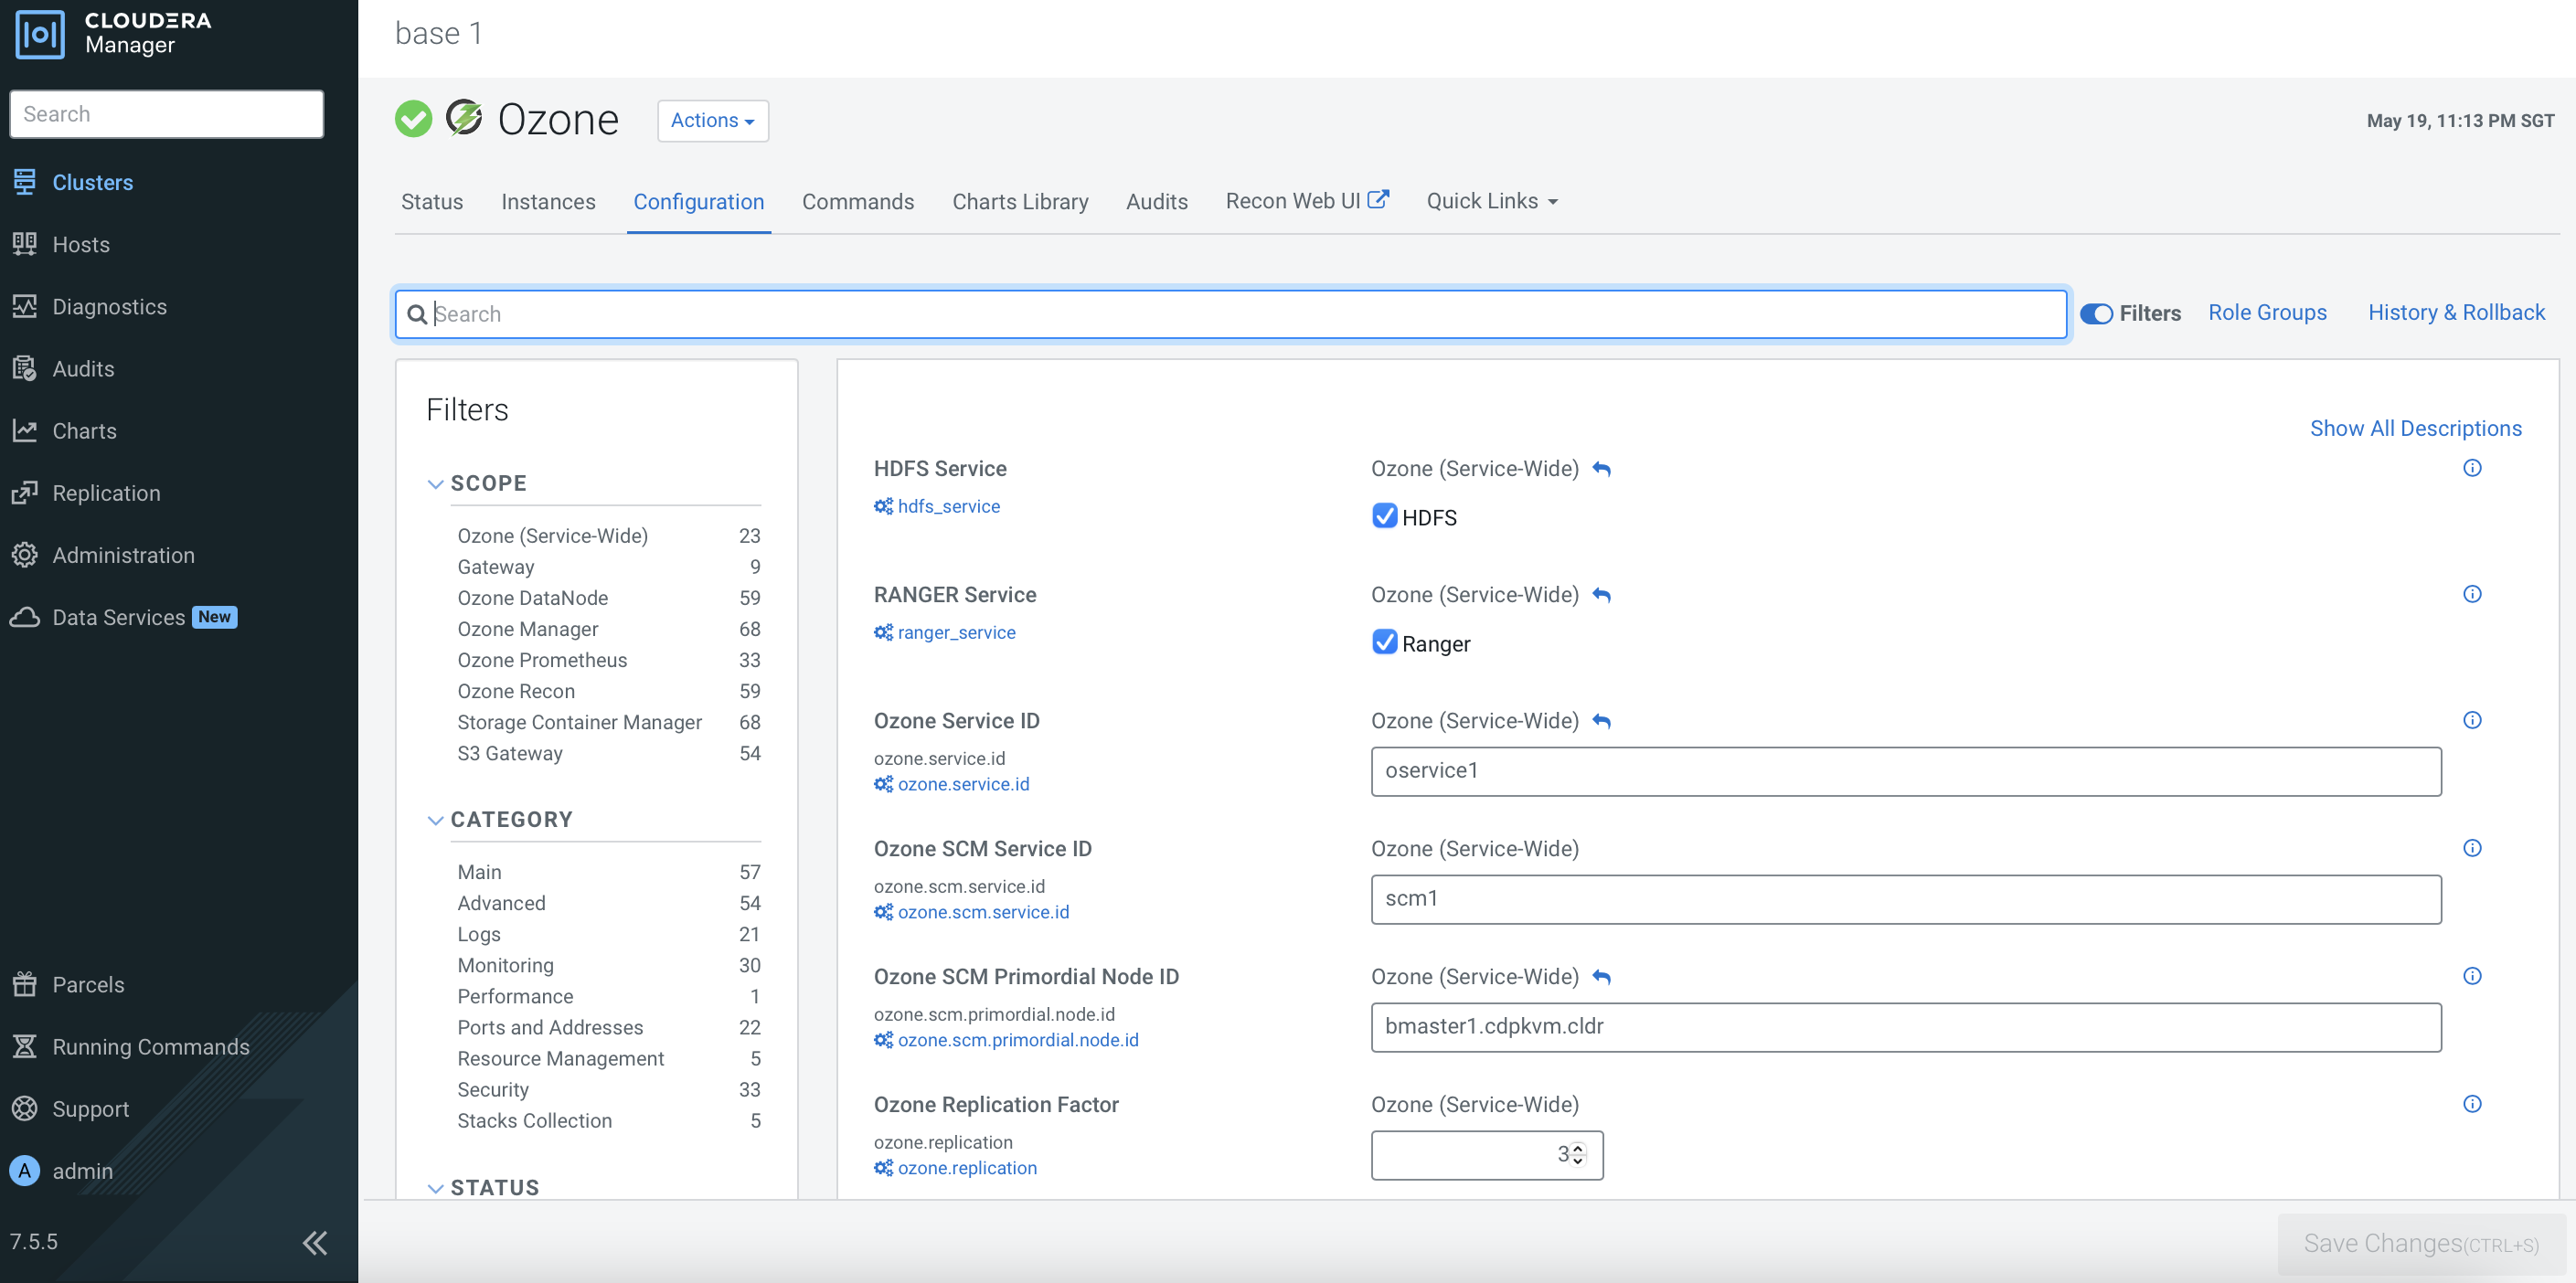 CLOUDERA
Manager
Search
Clusters
Hosts
Diagnostics
Audits
Charts
Replication
Administration
Data Services New
Parcels
Running Commands
Support
A admin
7.5.5
base 1
Ozone
Actions
May 19, 11:13 PM SGT
Status Instances Configuration Commands Charts Library Audits Recon Web UI Quick Links
Search
Filters Role Groups History & Rollback
Filters
SCOPE
Ozone (Service-Wide) 23
Gateway 9
Ozone DataNode 59
Ozone Manager 68
Ozone Prometheus 33
Ozone Recon 59
Storage Container Manager 68
S3 Gateway 54
CATEGORY
Main 57
Advanced 54
Logs 21
Monitoring 30
Performance 1
Ports and Addresses 22
Resource Management 5
Security 33
Stacks Collection 5
STATUS
Show All Descriptions
HDFS Service
hdfs_service
Ozone (Service-Wide)
HDFS
RANGER Service
ranger_service
Ozone (Service-Wide)
Ranger
Ozone Service ID
ozone.service.id
ozone.service.id
Ozone (Service-Wide)
oservice1
Ozone SCM Service ID
ozone.scm.service.id
ozone.scm.service.id
Ozone (Service-Wide)
scm1
Ozone SCM Primordial Node ID
ozone.scm.primordial.node.id
ozone.scm.primordial.node.id
Ozone (Service-Wide)
bmaster1.cdpkvm.cldr
Ozone Replication Factor
ozone.replication
ozone.replication
Ozone (Service-Wide)
3
Save Changes(CTRL+S)